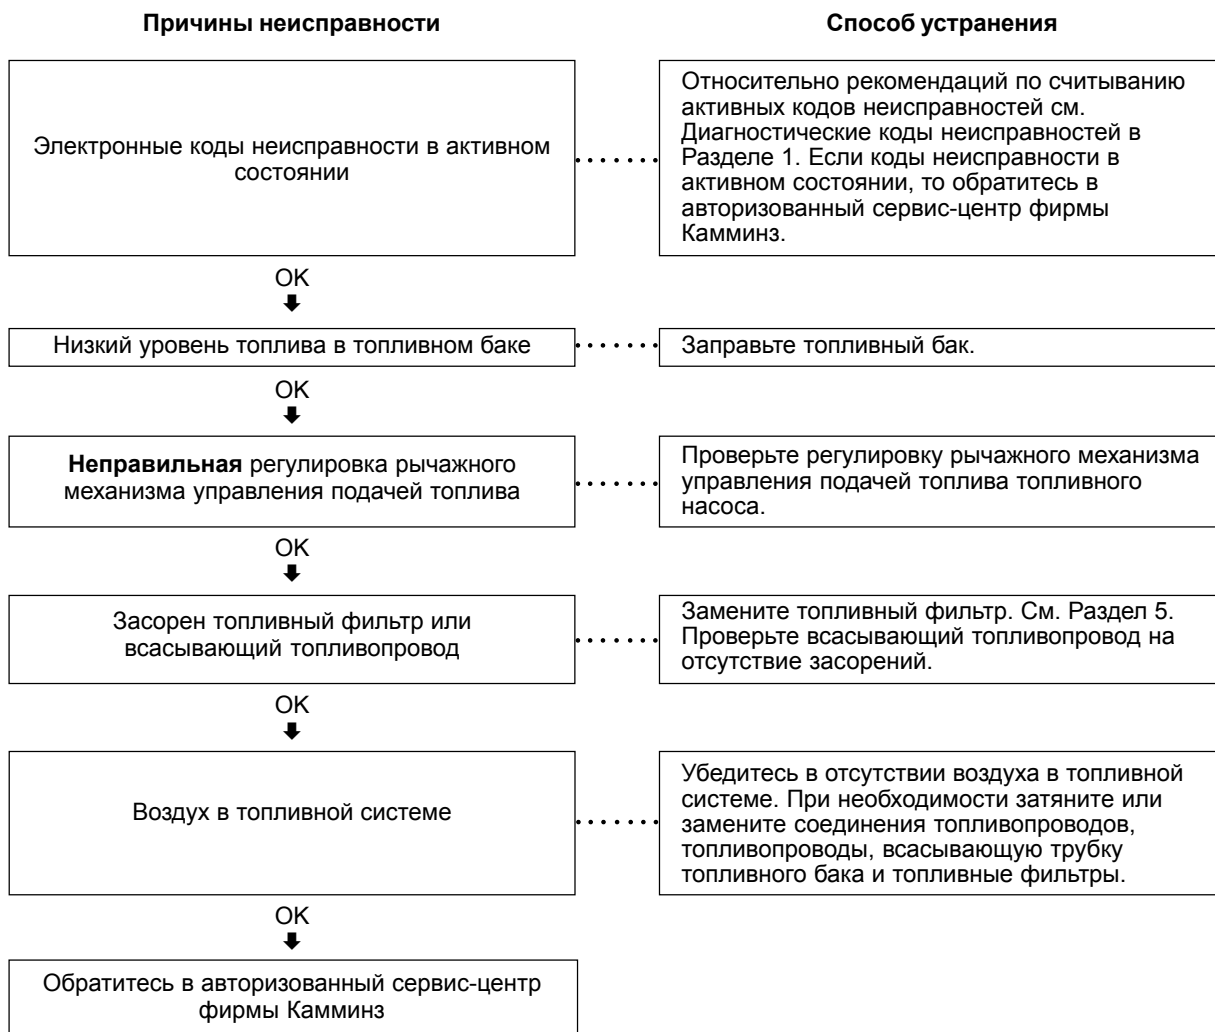 Причины неисправности
Способ устранения
Электронные коды неисправности в активном
состоянии
Относительно рекомендаций по считыванию
активных кодов неисправностей см.
Диагностические коды неисправностей в
Разделе 1. Если коды неисправности в
активном состоянии, то обратитесь в
авторизованный сервис-центр фирмы
Камминз.
OK
Низкий уровень топлива в топливном баке
Заправьте топливный бак.
OK
Неправильная регулировка рычажного
механизма управления подачей топлива
Проверьте регулировку рычажного механизма
управления подачей топлива топливного
насоса.
OK
Засорен топливный фильтр или
всасывающий топливопровод
Замените топливный фильтр. См. Раздел 5.
Проверьте всасывающий топливопровод на
отсутствие засорений.
OK
Воздух в топливной системе
Убедитесь в отсутствии воздуха в топливной
системе. При необходимости затяните или
замените соединения топливопроводов,
топливопроводы, всасывающую трубку
топливного бака и топливные фильтры.
OK
Обратитесь в авторизованный сервис-центр
фирмы Камминз